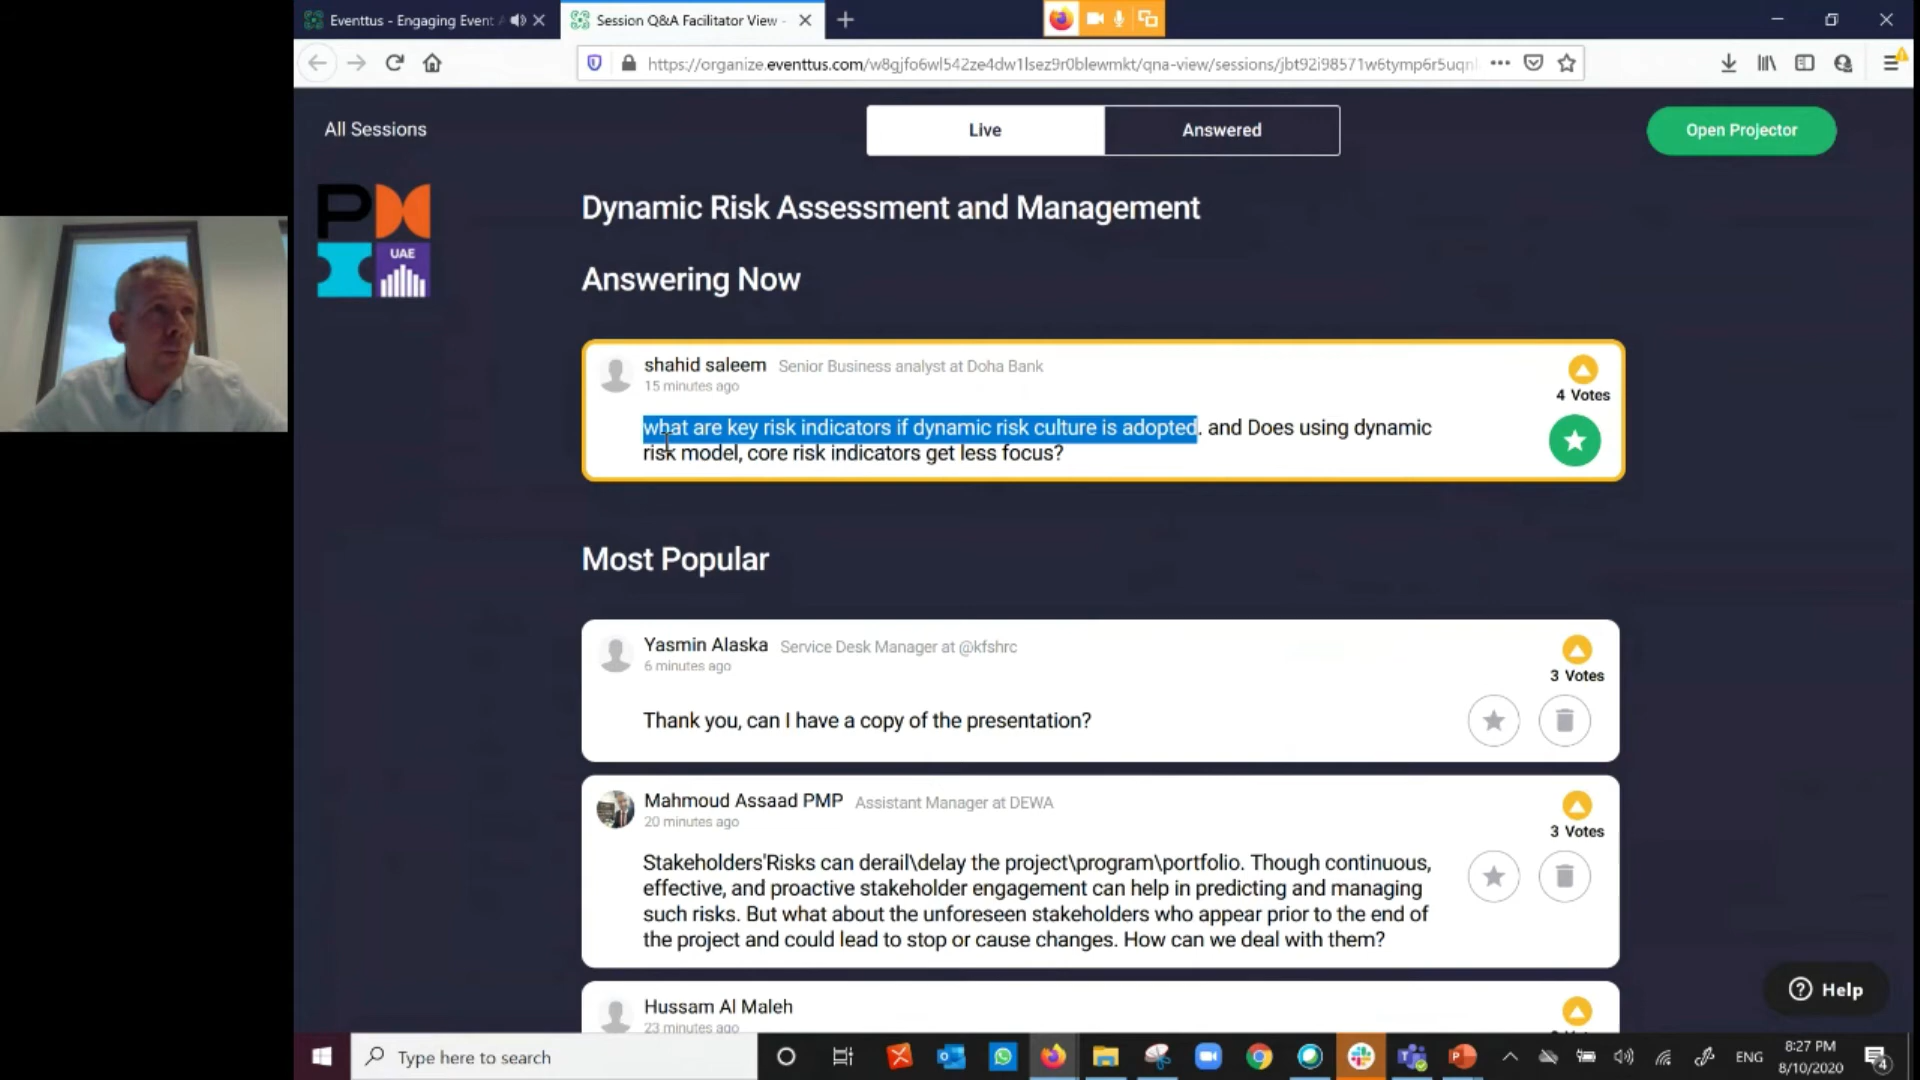 Eventtus - Engaging Event A
Session Q&A Facilitator View -
https://organize.eventtus.com/w8gjfo6wl542ze4dw1lsez9r0blewmkt/qna-view/sessions/jbt92i98571w6tymp6r5uqnl
All Sessions
Live
Answered
Open Projector
UAE
Dynamic Risk Assessment and Management
Answering Now
shahid saleem Senior Business analyst at Doha Bank
15 minutes ago
4 Votes
what are key risk indicators if dynamic risk culture is adopted. and Does using dynamic
risk model, core risk indicators get less focus?
Most Popular
Yasmin Alaska Service Desk Manager at @kfshrc
6 minutes ago
3 Votes
Thank you, can I have a copy of the presentation?
Mahmoud Assaad PMP Assistant Manager at DEWA
20 minutes ago
3 Votes
Stakeholders'Risks can derail\delay the project\program\portfolio. Though continuous,
effective, and proactive stakeholder engagement can help in predicting and managing
such risks. But what about the unforeseen stakeholders who appear prior to the end of
the project and could lead to stop or cause changes. How can we deal with them?
Hussam Al Maleh
23 minutes ago
Help
Type here to search
ENG
8:27 PM
8/10/2020
4